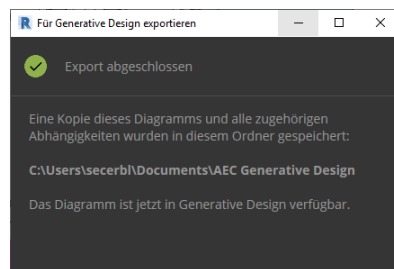 Für Generative Design exportieren
Export abgeschlossen
Eine Kopie dieses Diagramms und alle zugehörigen
Abhängigkeiten wurden in diesem Ordner gespeichert:
C:\Users\secerbl\Documents\AEC Generative Design
Das Diagramm ist jetzt in Generative Design verfügbar.